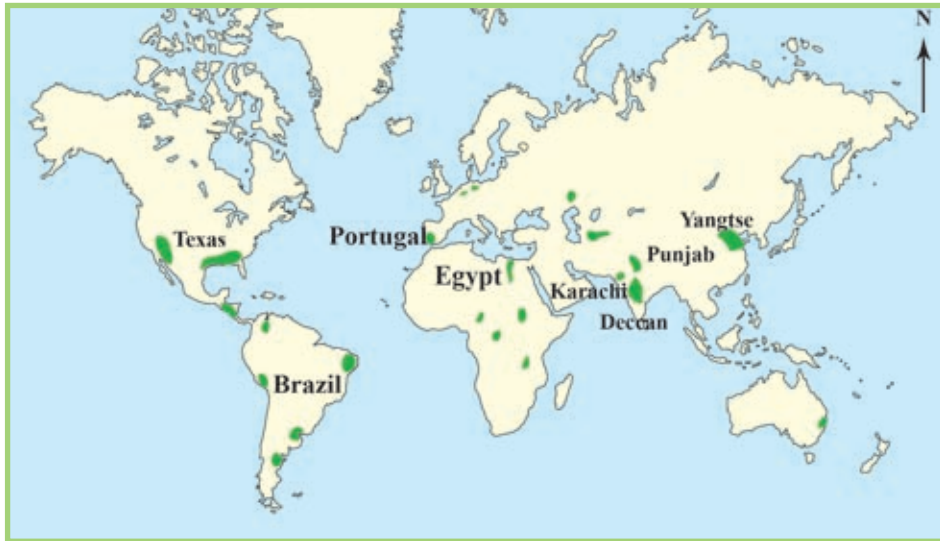 N
Texas
Portugal
Yangtse
Punjab
Egypt
Karachi
Deccan
Brazil